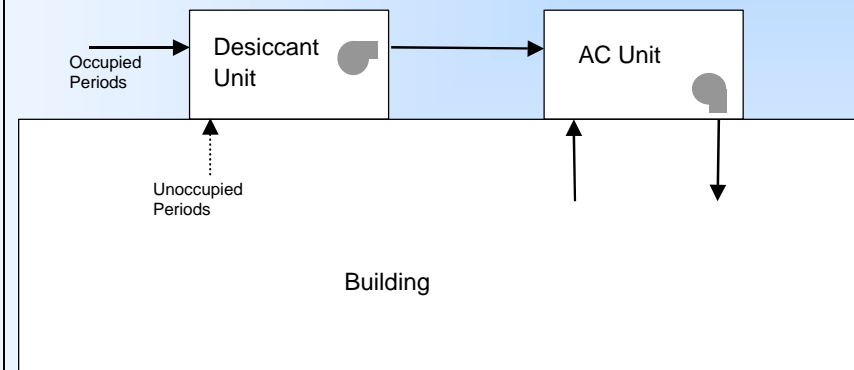 Occupied
Periods
Desiccant
Unit
AC Unit
Unoccupied
Periods
Building